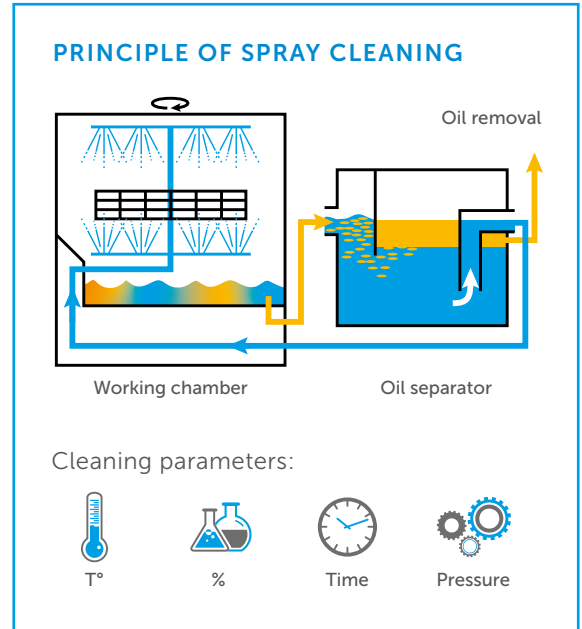 PRINCIPLE OF SPRAY CLEANING
Oil removal
Working chamber
Oil separator
Cleaning parameters:
T°
%
Time
Pressure